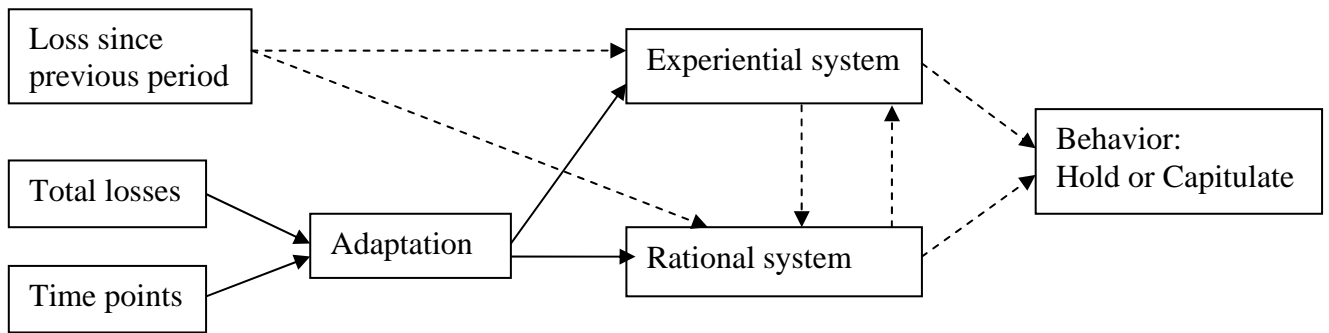 Loss since
previous period
Experiential system
Behavior:
Hold or Capitulate
Total losses
Adaptation
Rational system
Time points